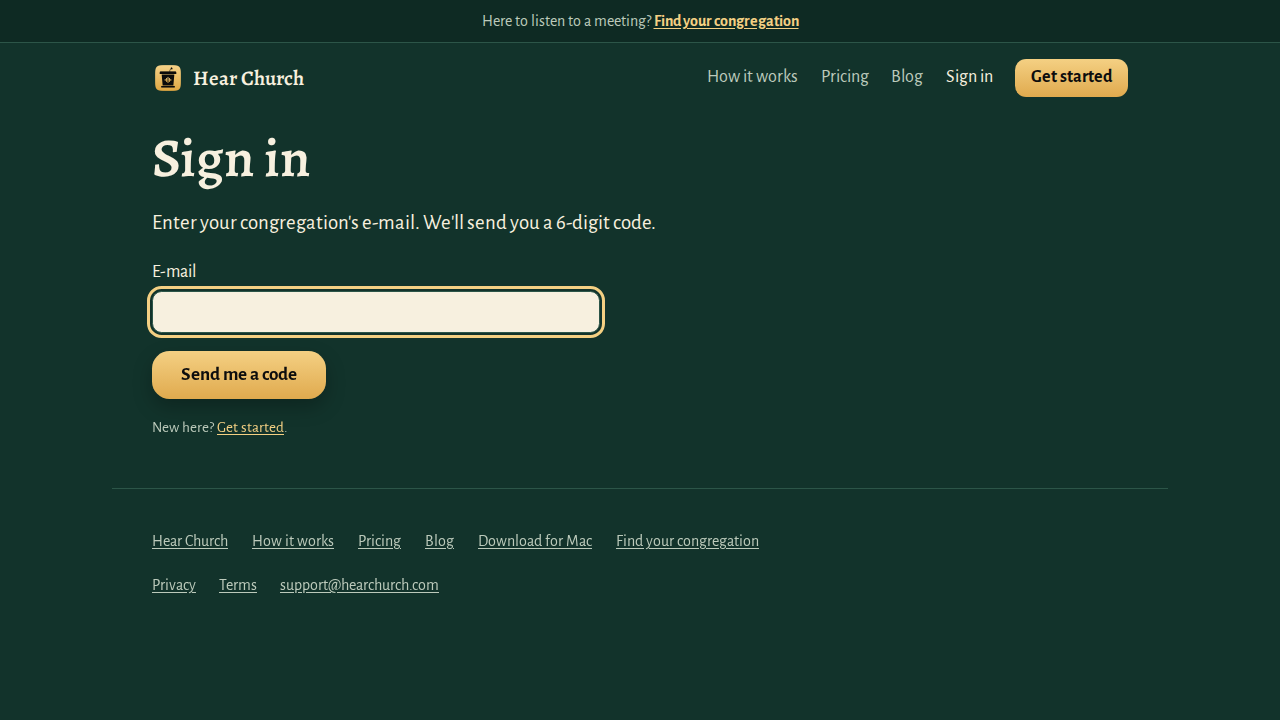 Here to listen to a meeting? Find your congregation
Hear Church
How it works Pricing Blog Sign in Get started
Sign in
Enter your congregation's e-mail. We'll send you a 6-digit code.
E-mail
Send me a code
New here? Get started.
Hear Church How it works Pricing Blog Download for Mac Find your congregation
Privacy Terms support@hearchurch.com